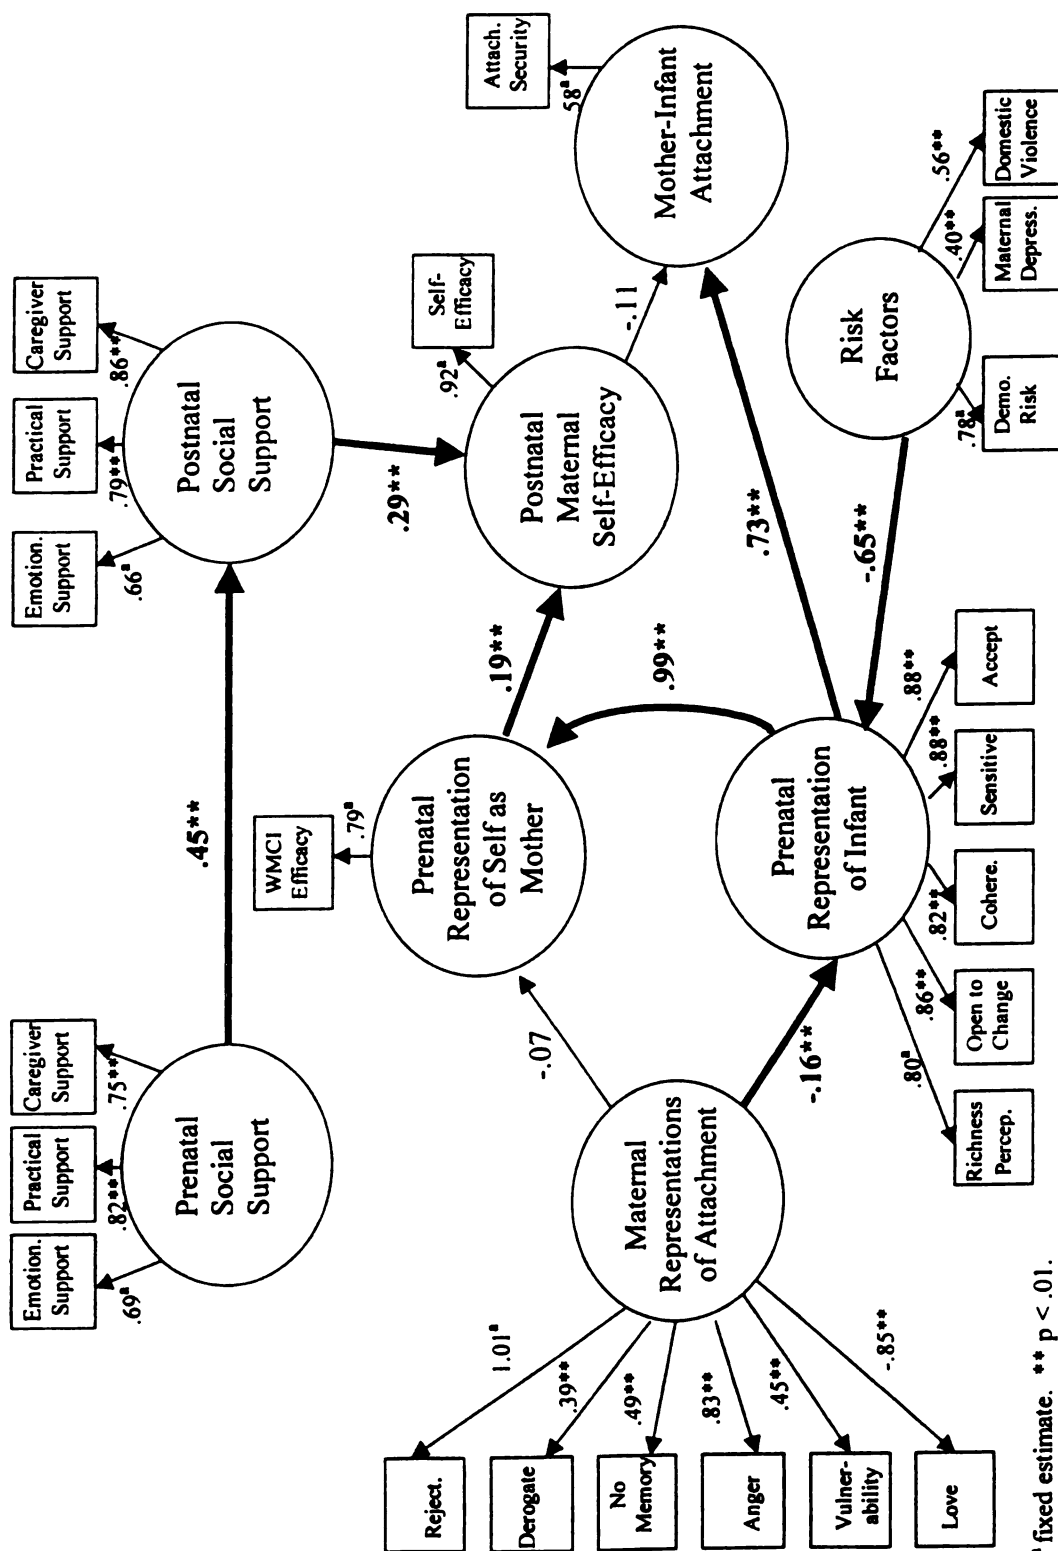 Emotion.
Support
Practical
Support
Caregiver
Support
.69ª
.82**
.75**
Prenatal
Social
Support
.45**
Emotion.
Support
Practical
Support
Caregiver
Support
.66ª
.79**
.86**
Postnatal
Social
Support
.29**
WMCI
Efficacy
.79ª
Prenatal
Representation
of Self as
Mother
.19**
Self-
Efficacy
.92ª
Postnatal
Maternal
Self-Efficacy
-.11
Attach.
Security
.58ª
Mother-Infant
Attachment
Reject.
Derogate
No
Memory
Anger
Vulner-
ability
Love
1.01ª
.39**
.49**
.83**
.45**
-.85**
Maternal
Representations
of Attachment
-.07
-.16**
.99**
.73**
Prenatal
Representation
of Infant
-.65**
.80ª
.86**
.82**
.88**
.88**
Richness
Percep.
Open to
Change
Cohere.
Sensitive
Accept
Risk
Factors
.78ª
.40**
.56**
Demo.
Risk
Maternal
Depress.
Domestic
Violence
ª fixed estimate. ** p < .01.